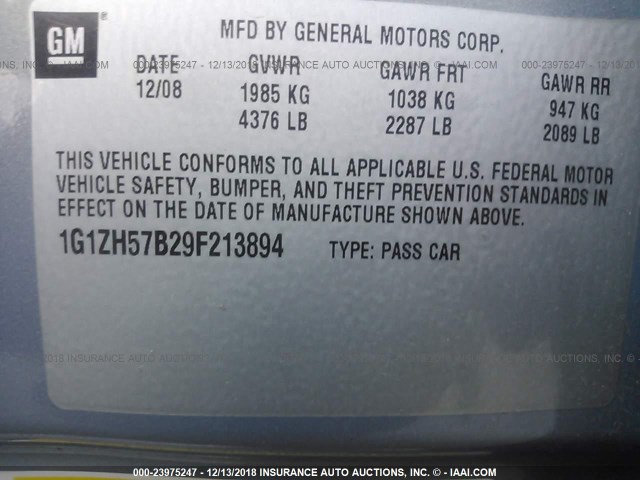 GM
MFD BY GENERAL MOTORS CORP.
DATE GVWR GAWR FRT GAWR RR
12/08 1985 KG 1038 KG 947 KG
4376 LB 2287 LB 2089 LB
THIS VEHICLE CONFORMS TO ALL APPLICABLE U.S. FEDERAL MOTOR
VEHICLE SAFETY, BUMPER, AND THEFT PREVENTION STANDARDS IN
EFFECT ON THE DATE OF MANUFACTURE SHOWN ABOVE.
1G1ZH57B29F213894 TYPE: PASS CAR
000-23975247 - 12/13/2018 INSURANCE AUTO AUCTIONS, INC. © - IAAI.COM